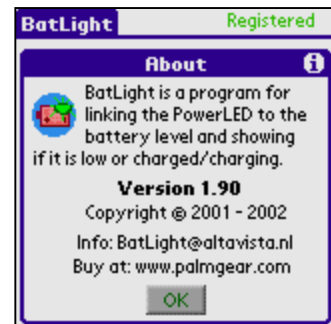 BatLight Registered
About i
BatLight is a program for
linking the PowerLED to the
battery level and showing
if it is low or charged/charging.
Version 1.90
Copyright © 2001 - 2002
Info: BatLight@altavista.nl
Buy at: www.palmgear.com
OK